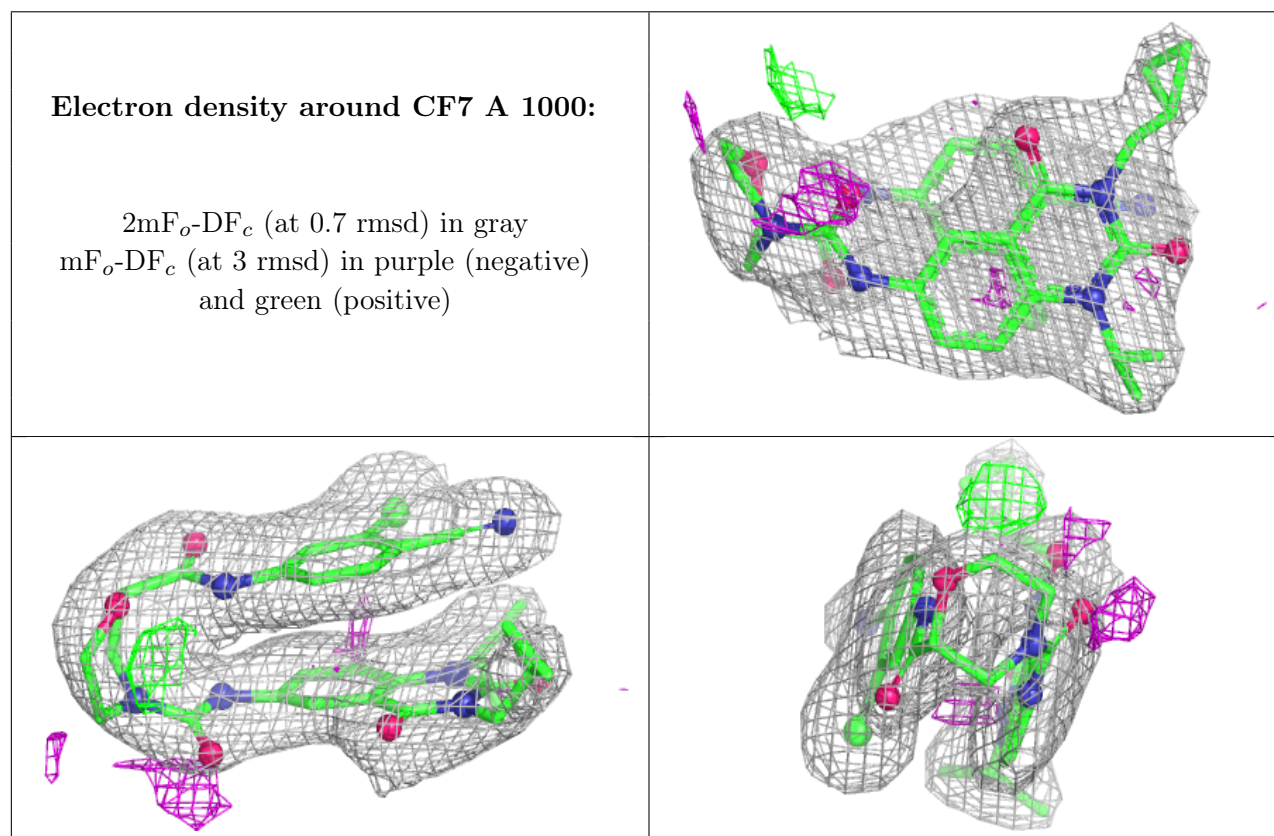 Electron density around CF7 A 1000:
2mFo-DFc (at 0.7 rmsd) in gray
mFo-DFc (at 3 rmsd) in purple (negative)
and green (positive)